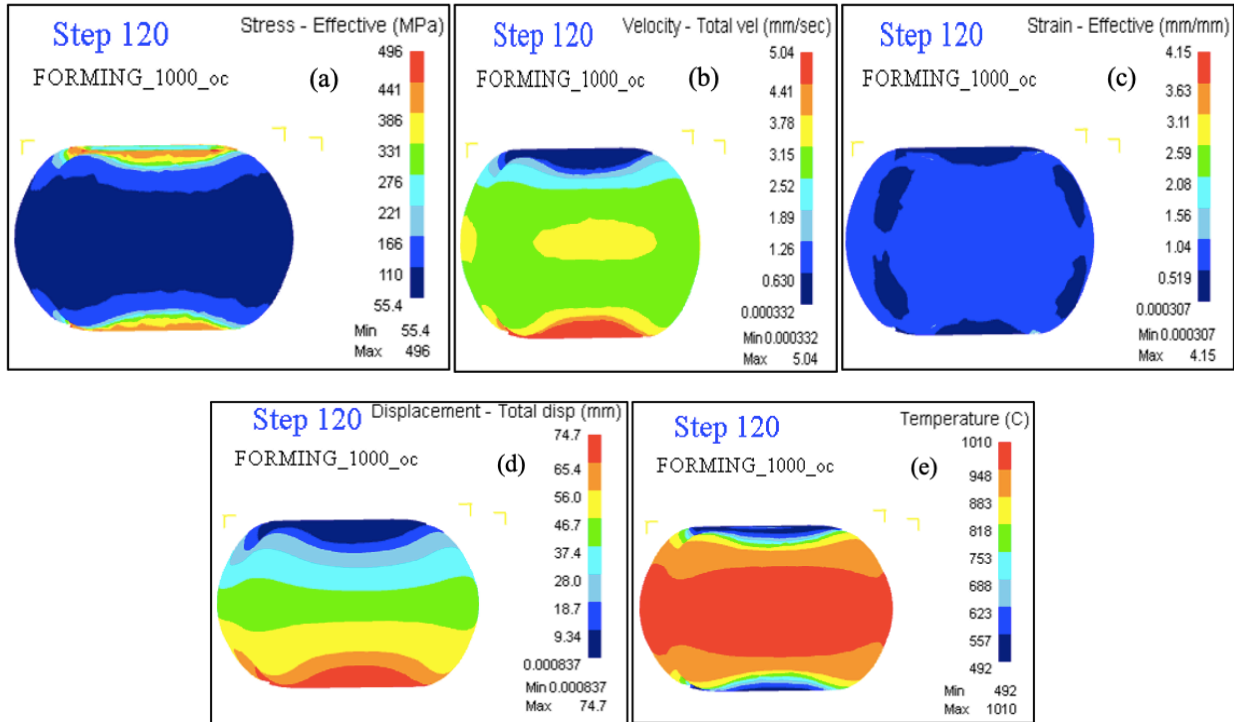 Step 120
Stress - Effective (MPa)
FORMING_1000_oc
(a)
496
441
386
331
276
221
166
110
55.4
Min 55.4
Max 496
Step 120
Velocity - Total vel (mm/sec)
FORMING_1000_oc
(b)
5.04
4.41
3.78
3.15
2.52
1.89
1.26
0.630
0.000332
Min 0.000332
Max 5.04
Step 120
Strain - Effective (mm/mm)
FORMING_1000_oc
(c)
4.15
3.63
3.11
2.59
2.08
1.56
1.04
0.519
0.000307
Min 0.000307
Max 4.15
Step 120
Displacement - Total disp (mm)
FORMING_1000_oc
(d)
74.7
65.4
56.0
46.7
37.4
28.0
18.7
9.34
0.000837
Min 0.000837
Max 74.7
Step 120
Temperature (C)
FORMING_1000_oc
(e)
1010
948
883
818
753
688
623
557
492
Min 492
Max 1010